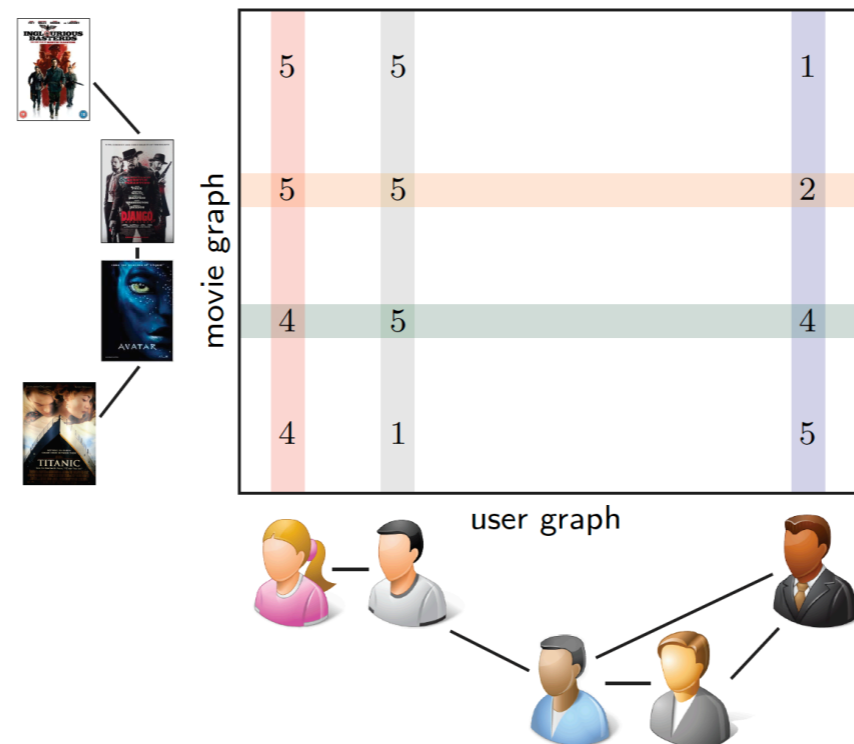 INGLOURIOUS
BASTERDS
5 5 1
DJANGO
5 5 2
movie graph
AVATAR
4 5 4
TITANIC
4 1 5
user graph